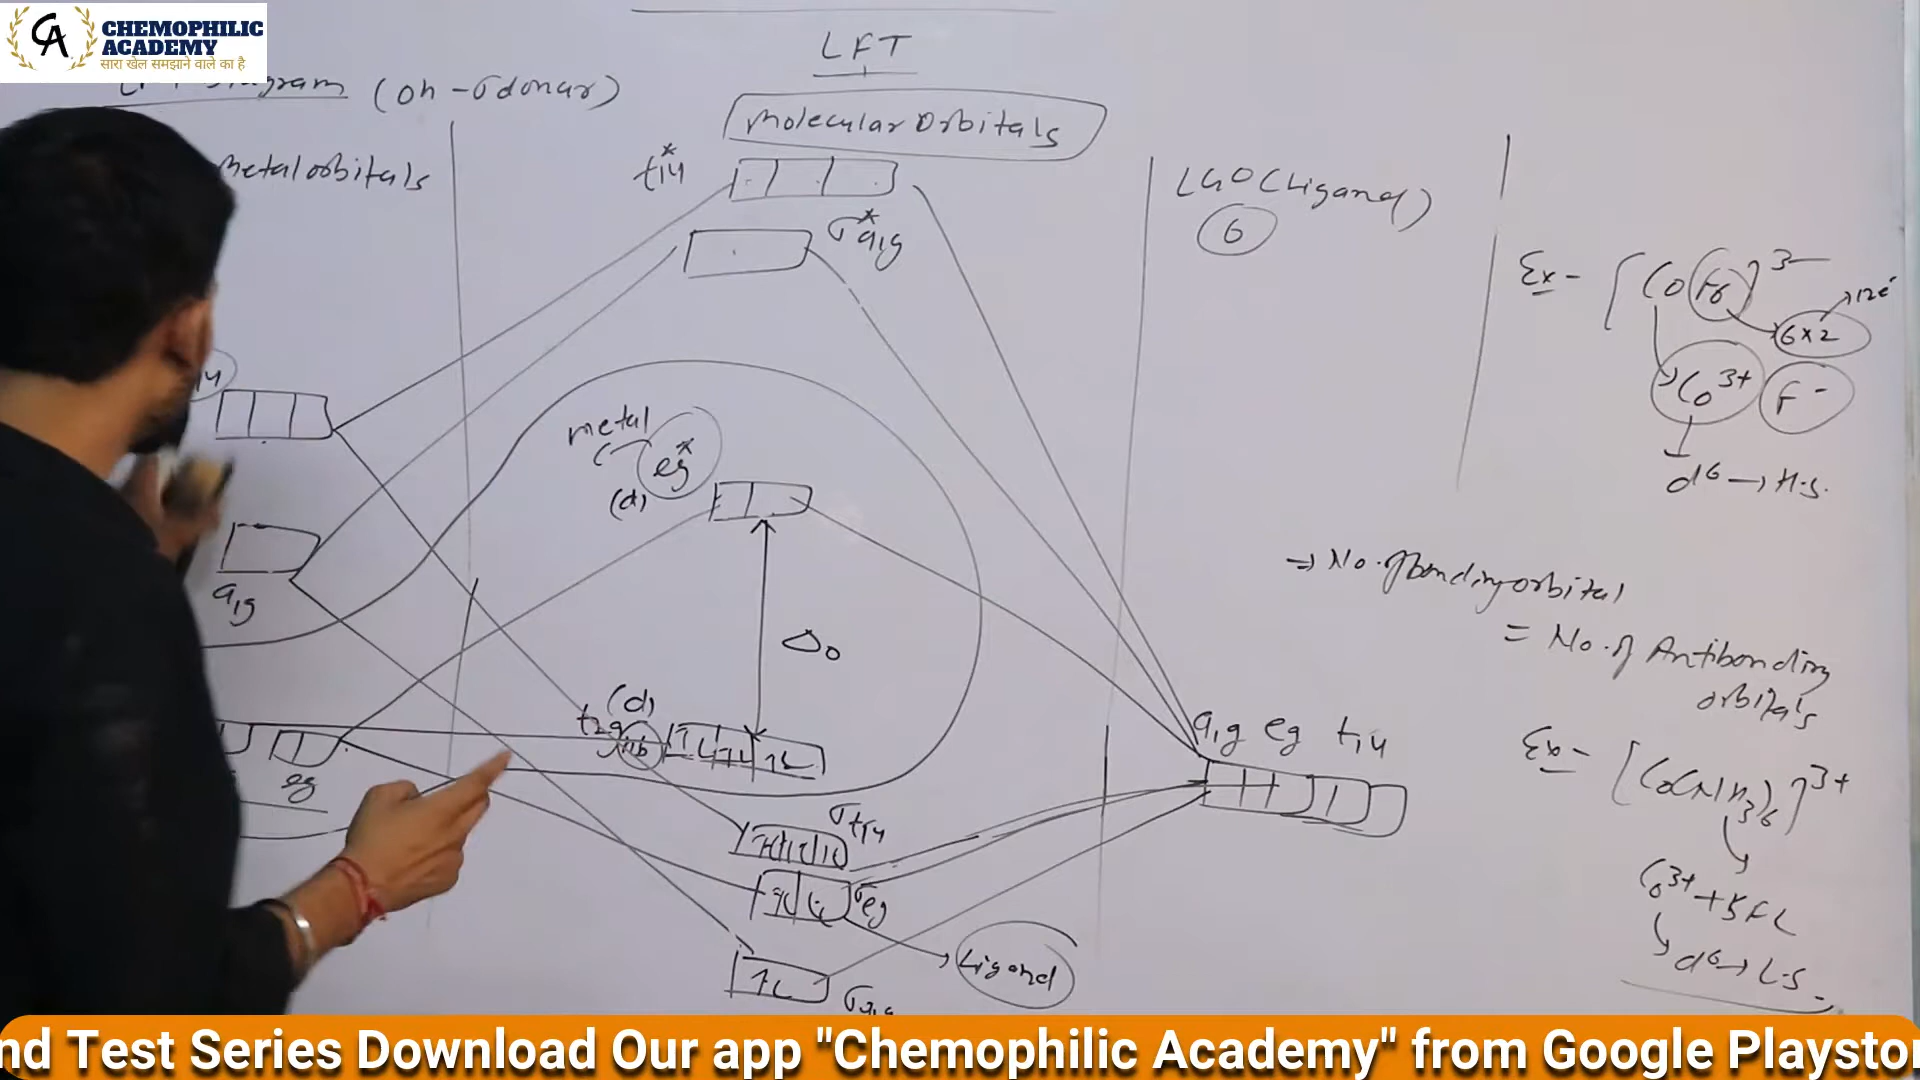 CHEMOPHILIC
ACADEMY
सारा खेल समझाने वाले का है
LFT
Diagram (Oh - σ donar)
Molecular Orbitals
metal orbitals
t1u*
σ*a1g
LGO (Ligand)
6
Ex - [CoF6]3-
6×2 → 12e-
Co3+ F-
d6 → H.S.
metal
eg*
(d)
Δo
a1g
(d)
t2g
nb
eg
σt1u
σeg
Ligand
a1g eg t1u
⇒ No. of bonding orbital
= No. of Antibonding
orbitals
Ex - [Co(NH3)6]3+
Co3+ + SFL
d6 → L.S
nd Test Series Download Our app "Chemophilic Academy" from Google Playstor